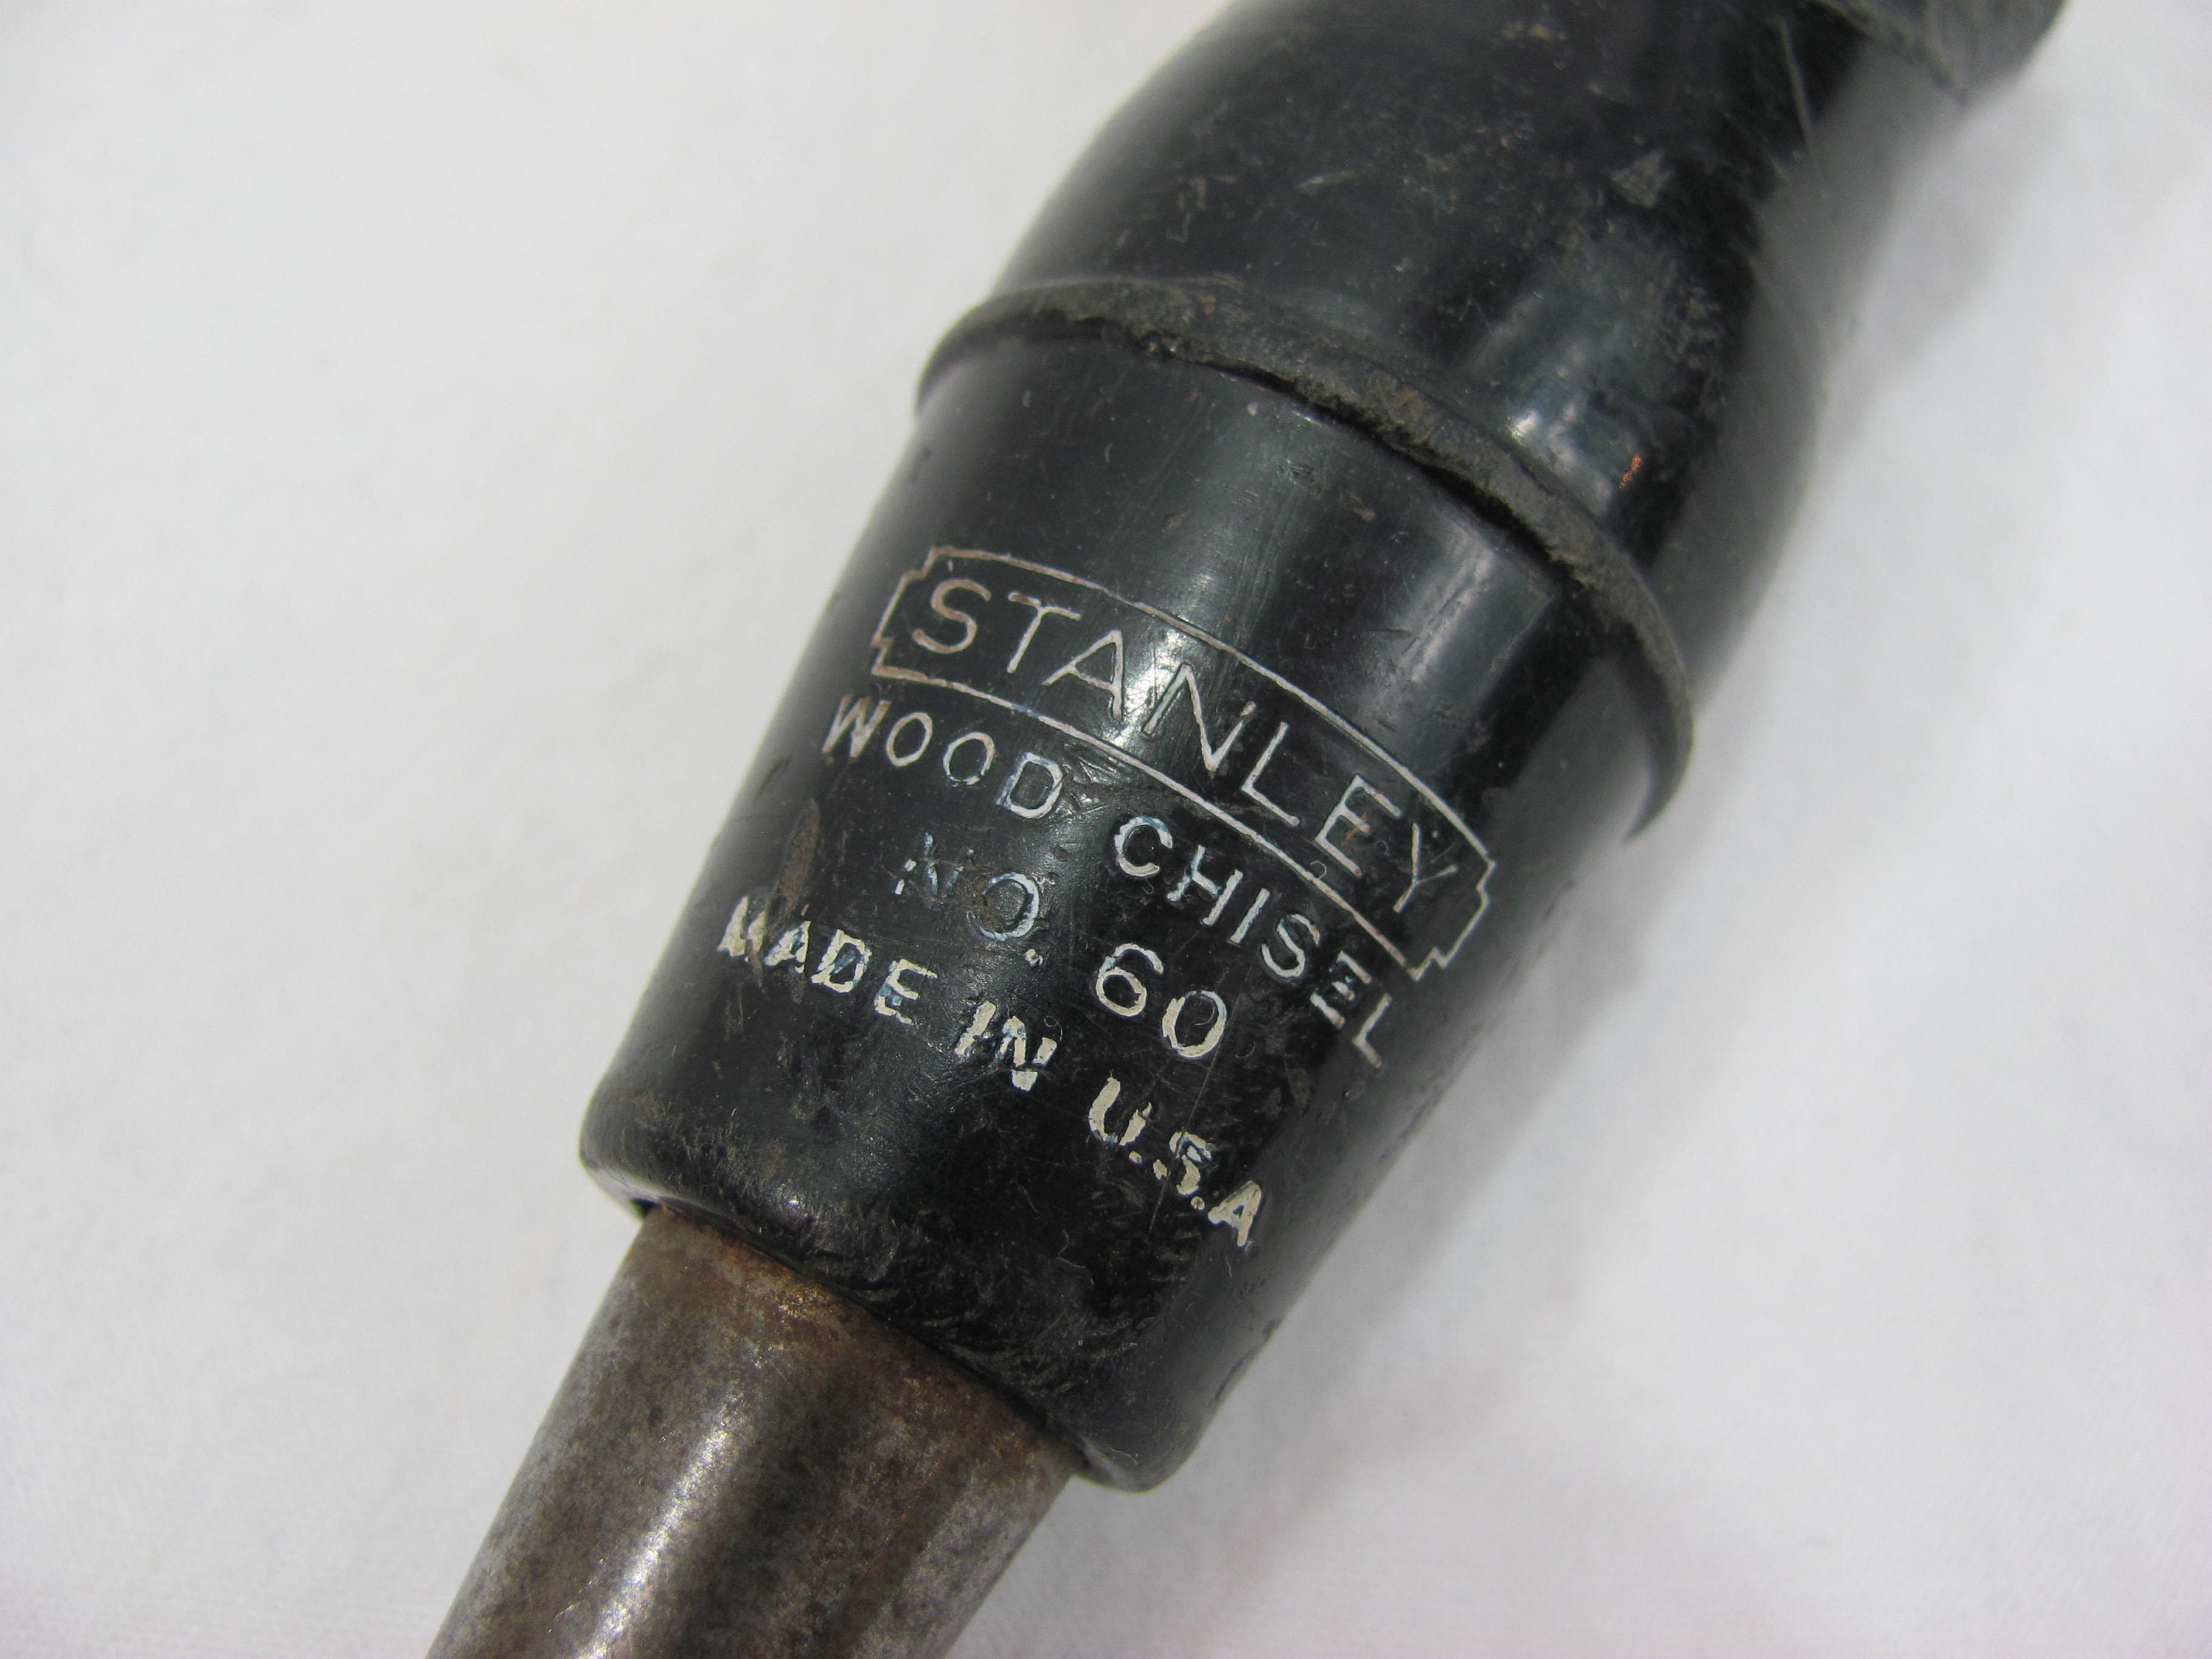 STANLEY
WOOD CHISEL
NO. 60
MADE IN U.S.A